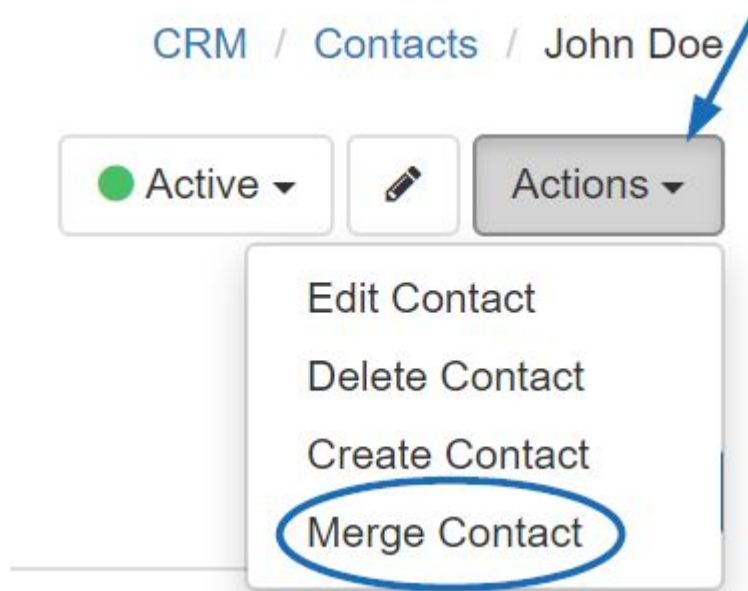 CRM / Contacts / John Doe
Active Actions
Edit Contact
Delete Contact
Create Contact
Merge Contact